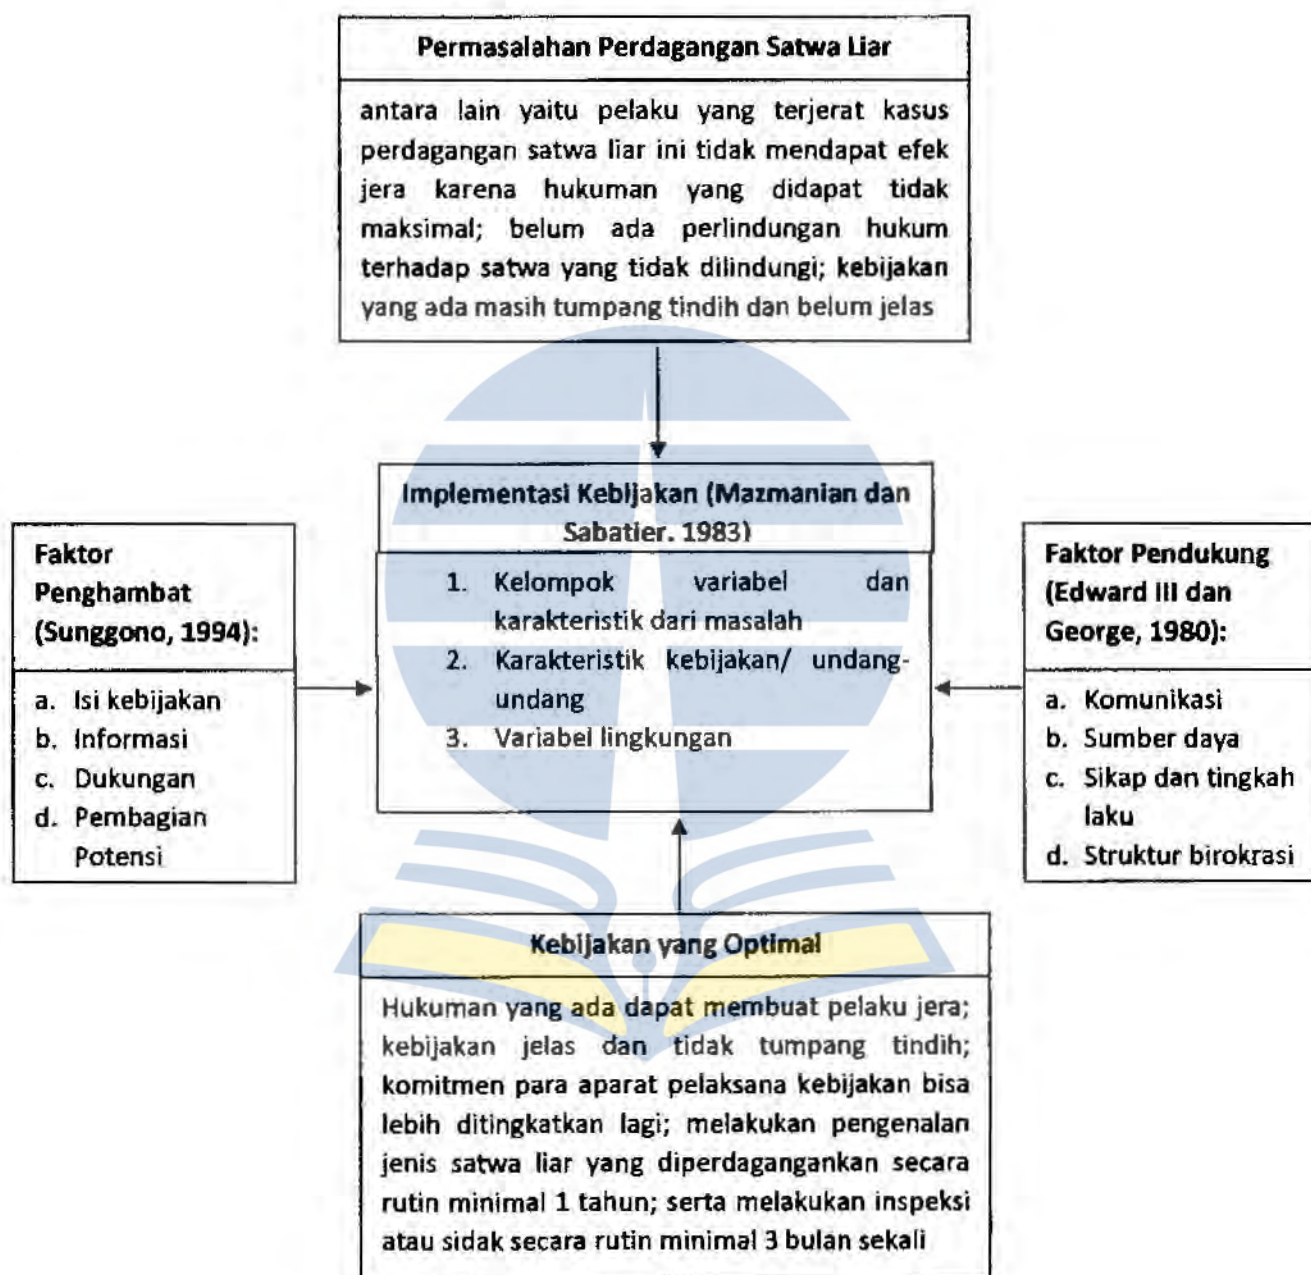 Permasalahan Perdagangan Satwa Liar
antara lain yaitu pelaku yang terjerat kasus
perdagangan satwa liar ini tidak mendapat efek
jera karena hukuman yang didapat tidak
maksimal; belum ada perlindungan hukum
terhadap satwa yang tidak dilindungi; kebijakan
yang ada masih tumpang tindih dan belum jelas
Implementasi Kebijakan (Mazmanian dan
Sabatier. 1983)
1. Kelompok variabel dan
karakteristik dari masalah
2. Karakteristik kebijakan/ undang-
undang
3. Variabel lingkungan
Faktor
Penghambat
(Sunggono, 1994):
a. Isi kebijakan
b. Informasi
c. Dukungan
d. Pembagian
Potensi
Faktor Pendukung
(Edward III dan
George, 1980):
a. Komunikasi
b. Sumber daya
c. Sikap dan tingkah
laku
d. Struktur birokrasi
Kebijakan yang Optimal
Hukuman yang ada dapat membuat pelaku jera;
kebijakan jelas dan tidak tumpang tindih;
komitmen para aparat pelaksana kebijakan bisa
lebih ditingkatkan lagi; melakukan pengenalan
jenis satwa liar yang diperdagangankan secara
rutin minimal 1 tahun; serta melakukan inspeksi
atau sidak secara rutin minimal 3 bulan sekali